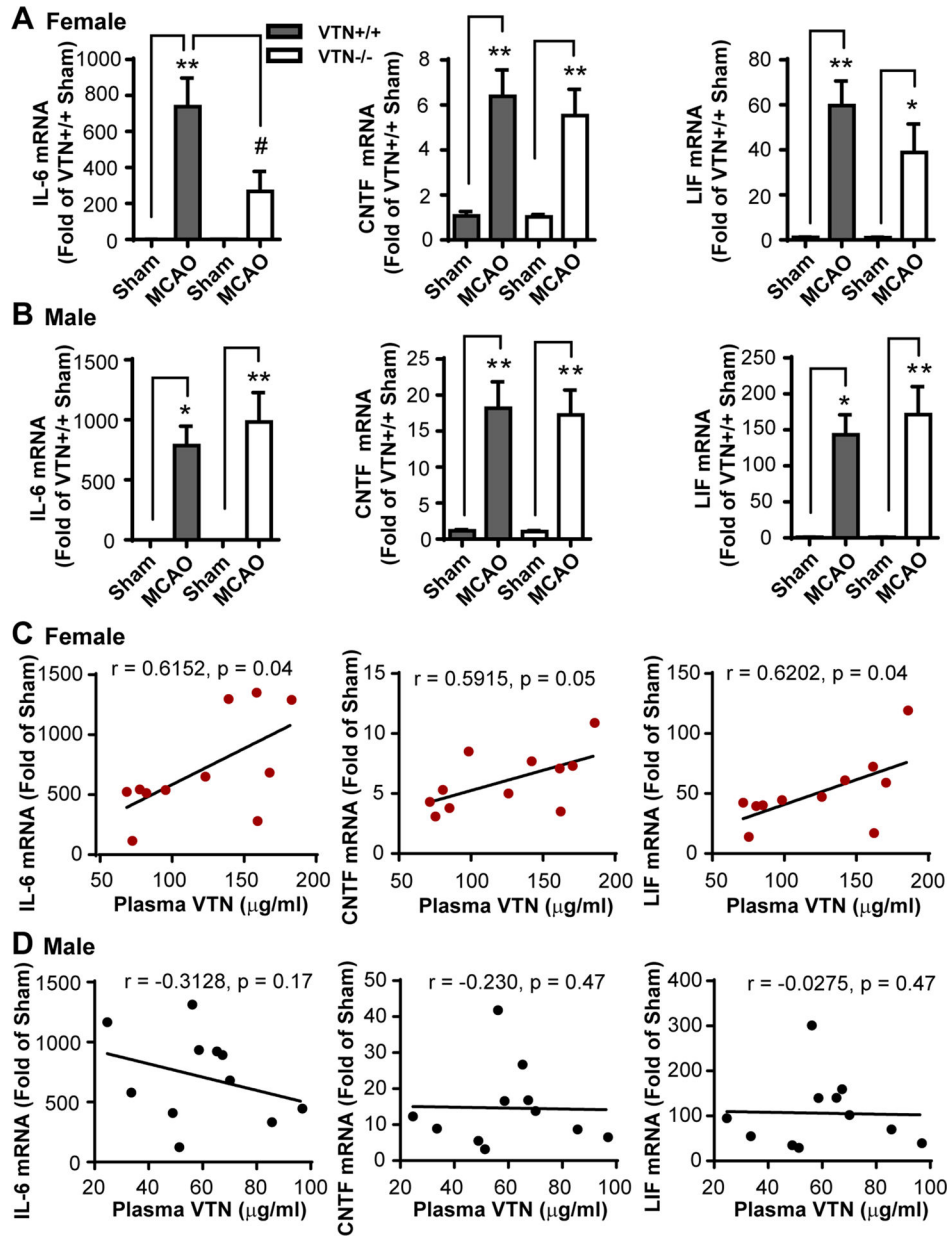 A Female
VTN+/+
VTN-/-
IL-6 mRNA
(Fold of VTN+/+ Sham)
1000
800
600
400
200
0
**
#
Sham
MCAO
Sham
MCAO
CNTF mRNA
(Fold of VTN+/+ Sham)
8
6
4
2
0
**
**
Sham
MCAO
Sham
MCAO
LIF mRNA
(Fold of VTN+/+ Sham)
80
60
40
20
0
**
*
Sham
MCAO
Sham
MCAO
B Male
IL-6 mRNA
(Fold of VTN+/+ Sham)
1500
1000
500
0
*
**
Sham
MCAO
Sham
MCAO
CNTF mRNA
(Fold of VTN+/+ Sham)
25
20
15
10
5
0
**
**
Sham
MCAO
Sham
MCAO
LIF mRNA
(Fold of VTN+/+ Sham)
250
200
150
100
50
0
*
**
Sham
MCAO
Sham
MCAO
C Female
IL-6 mRNA (Fold of Sham)
r = 0.6152, p = 0.04
1500
1000
500
0
50 100 150 200
Plasma VTN (μg/ml)
CNTF mRNA (Fold of Sham)
r = 0.5915, p = 0.05
15
10
5
0
50 100 150 200
Plasma VTN (μg/ml)
LIF mRNA (Fold of Sham)
r = 0.6202, p = 0.04
150
100
50
0
50 100 150 200
Plasma VTN (μg/ml)
D Male
IL-6 mRNA (Fold of Sham)
r = -0.3128, p = 0.17
1500
1000
500
0
20 40 60 80 100
Plasma VTN (μg/ml)
CNTF mRNA (Fold of Sham)
r = -0.230, p = 0.47
50
40
30
20
10
0
20 40 60 80 100
Plasma VTN (μg/ml)
LIF mRNA (Fold of Sham)
r = -0.0275, p = 0.47
400
300
200
100
0
20 40 60 80 100
Plasma VTN (μg/ml)